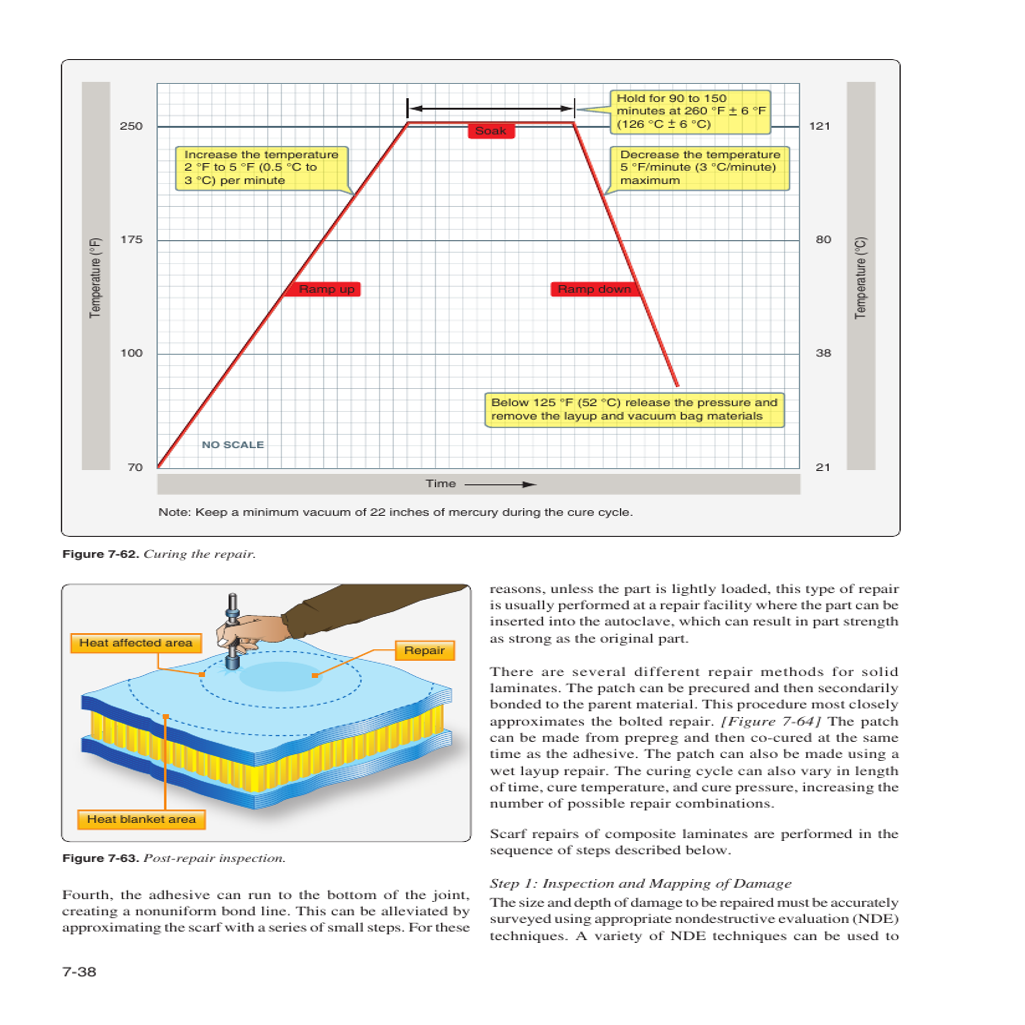 Hold for 90 to 150
minutes at 260 °F ± 6 °F
(126 °C ± 6 °C)
250
Soak
121
Increase the temperature
2 °F to 5 °F (0.5 °C to
3 °C) per minute
Decrease the temperature
5 °F/minute (3 °C/minute)
maximum
175
80
Temperature (°F)
Temperature (°C)
Ramp up
Ramp down
100
38
Below 125 °F (52 °C) release the pressure and
remove the layup and vacuum bag materials
NO SCALE
70
21
Time
Note: Keep a minimum vacuum of 22 inches of mercury during the cure cycle.
Figure 7-62. Curing the repair.
Heat affected area
Repair
Heat blanket area
Figure 7-63. Post-repair inspection.
Fourth, the adhesive can run to the bottom of the joint,
creating a nonuniform bond line. This can be alleviated by
approximating the scarf with a series of small steps. For these
reasons, unless the part is lightly loaded, this type of repair
is usually performed at a repair facility where the part can be
inserted into the autoclave, which can result in part strength
as strong as the original part.
There are several different repair methods for solid
laminates. The patch can be precured and then secondarily
bonded to the parent material. This procedure most closely
approximates the bolted repair. [Figure 7-64] The patch
can be made from prepreg and then co-cured at the same
time as the adhesive. The patch can also be made using a
wet layup repair. The curing cycle can also vary in length
of time, cure temperature, and cure pressure, increasing the
number of possible repair combinations.
Scarf repairs of composite laminates are performed in the
sequence of steps described below.
Step 1: Inspection and Mapping of Damage
The size and depth of damage to be repaired must be accurately
surveyed using appropriate nondestructive evaluation (NDE)
techniques. A variety of NDE techniques can be used to
7-38